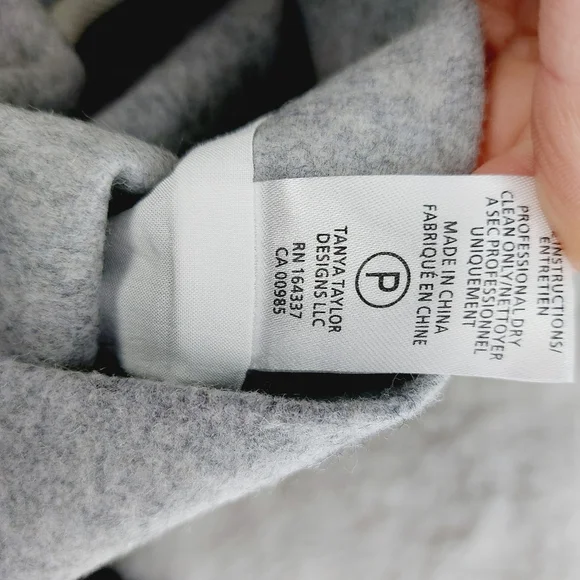 INSTRUCTIONS/
ENTRETIEN
PROFESSIONAL DRY
CLEAN ONLY/NETTOYER
A SEC PROFESSIONNEL
UNIQUEMENT
MADE IN CHINA
FABRIQUÉ EN CHINE
P
TANYA TAYLOR
DESIGNS LLC
RN 164337
CA 00985